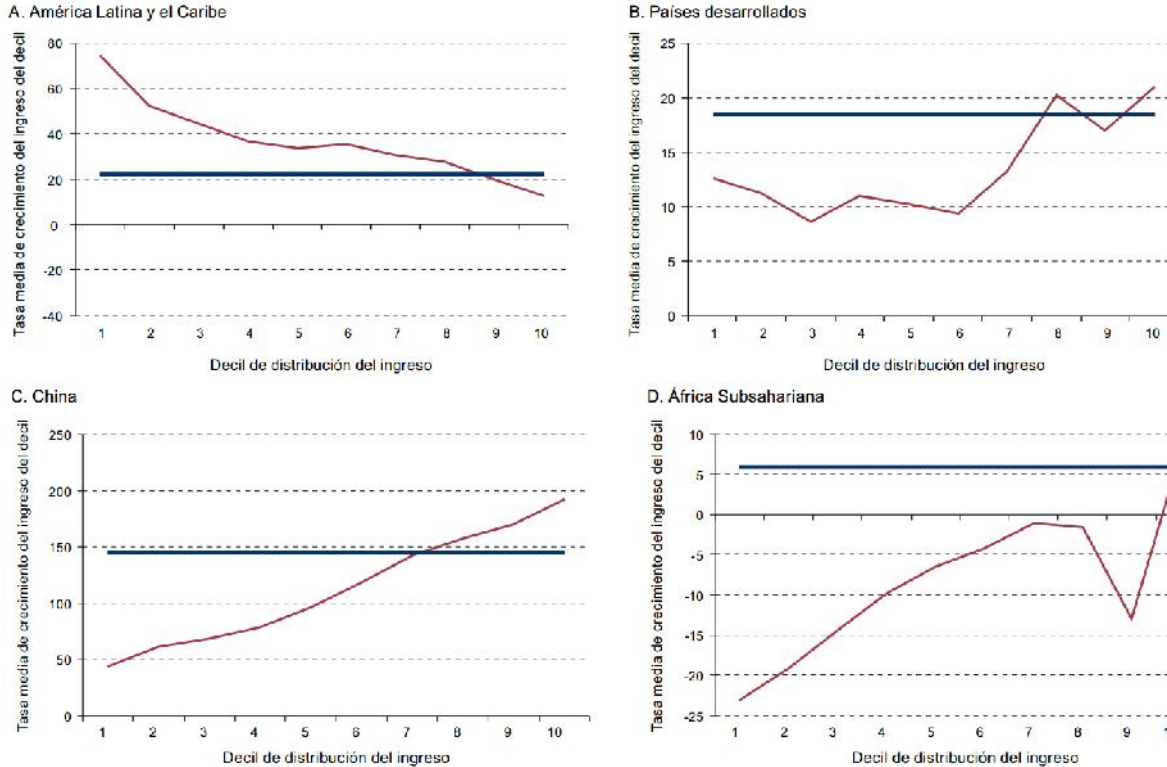 A. América Latina y el Caribe
Tasa media de crecimiento del ingreso del decil
80
60
40
20
0
-20
-40
1 2 3 4 5 6 7 8 9 10
Decil de distribución del ingreso
B. Países desarrollados
Tasa media de crecimiento del ingreso del decil
25
20
15
10
5
0
1 2 3 4 5 6 7 8 9 10
Decil de distribución del ingreso
C. China
Tasa media de crecimiento del ingreso del decil
250
200
150
100
50
0
1 2 3 4 5 6 7 8 9 10
Decil de distribución del ingreso
D. África Subsahariana
Tasa media de crecimiento del ingreso del decil
10
5
0
-5
-10
-15
-20
-25
1 2 3 4 5 6 7 8 9 1
Decil de distribución del ingreso